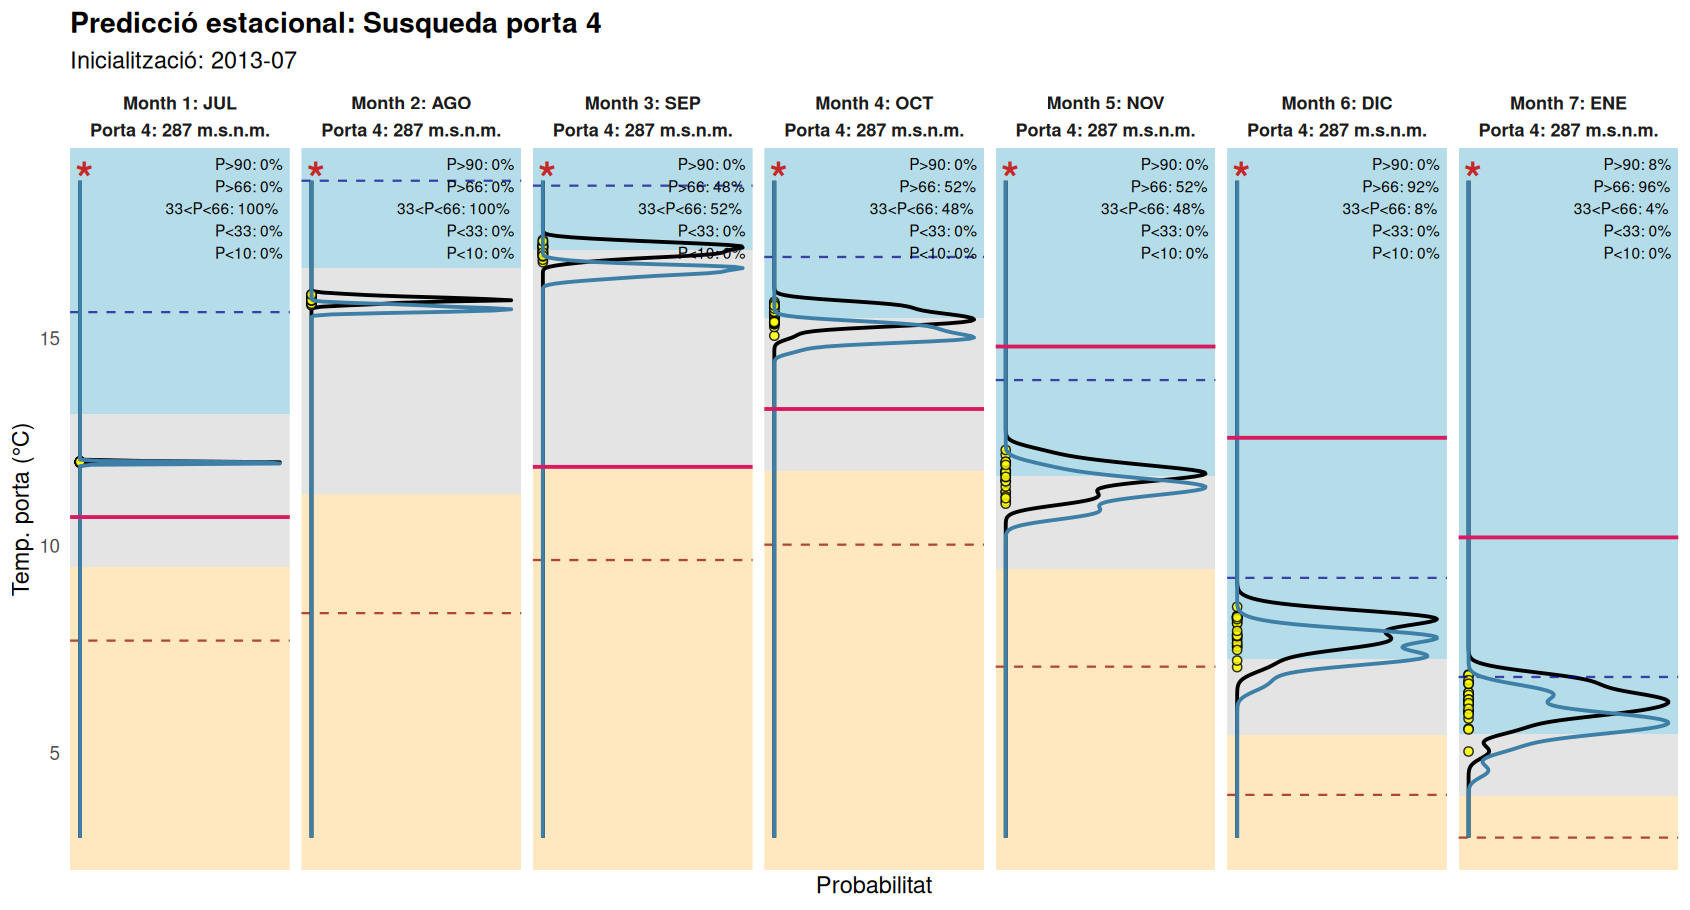 Predicció estacional: Susqueda porta 4
Inicialització: 2013-07
Month 1: JUL
Porta 4: 287 m.s.n.m.
Month 2: AGO
Porta 4: 287 m.s.n.m.
Month 3: SEP
Porta 4: 287 m.s.n.m.
Month 4: OCT
Porta 4: 287 m.s.n.m.
Month 5: NOV
Porta 4: 287 m.s.n.m.
Month 6: DIC
Porta 4: 287 m.s.n.m.
Month 7: ENE
Porta 4: 287 m.s.n.m.
*
P>90: 0%
P>66: 0%
33<P<66: 100%
P<33: 0%
P<10: 0%
*
P>90: 0%
P>66: 0%
33<P<66: 100%
P<33: 0%
P<10: 0%
*
P>90: 0%
P>66: 48%
33<P<66: 52%
P<33: 0%
P<10: 0%
*
P>90: 0%
P>66: 52%
33<P<66: 48%
P<33: 0%
P<10: 0%
*
P>90: 0%
P>66: 52%
33<P<66: 48%
P<33: 0%
P<10: 0%
*
P>90: 0%
P>66: 92%
33<P<66: 8%
P<33: 0%
P<10: 0%
*
P>90: 8%
P>66: 96%
33<P<66: 4%
P<33: 0%
P<10: 0%
15
10
5
Temp. porta (°C)
Probabilitat